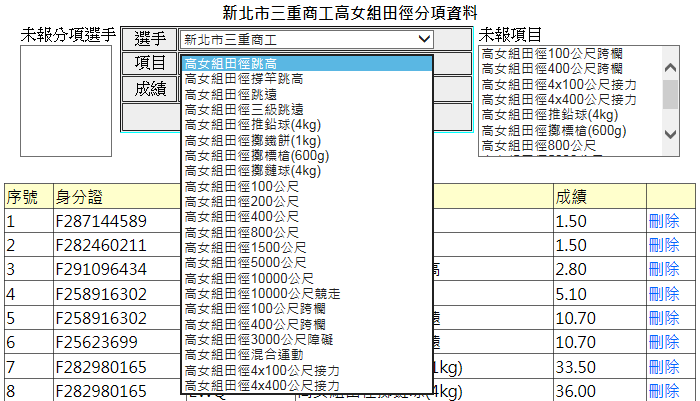 新北市三重商工高女組田徑分項資料
未報分項選手
選手
新北市三重商工
項目
成績
高女組田徑跳高
高女組田徑撐竿跳高
高女組田徑跳遠
高女組田徑三級跳遠
高女組田徑推鉛球(4kg)
高女組田徑擲鐵餅(1kg)
高女組田徑擲標槍(600g)
高女組田徑擲鏈球(4kg)
高女組田徑100公尺
高女組田徑200公尺
高女組田徑400公尺
高女組田徑800公尺
高女組田徑1500公尺
高女組田徑5000公尺
高女組田徑10000公尺
高女組田徑10000公尺競走
高女組田徑100公尺跨欄
高女組田徑400公尺跨欄
高女組田徑3000公尺障礙
高女組田徑混合運動
高女組田徑4x100公尺接力
高女組田徑4x400公尺接力
未報項目
高女組田徑100公尺跨欄
高女組田徑400公尺跨欄
高女組田徑4x100公尺接力
高女組田徑4x400公尺接力
高女組田徑推鉛球(4kg)
高女組田徑擲標槍(600g)
高女組田徑800公尺
序號 身分證 成績
1 F287144589 1.50 刪除
2 F282460211 1.50 刪除
3 F291096434 高 2.80 刪除
4 F258916302 5.10 刪除
5 F258916302 遠 10.70 刪除
6 F25623699 遠 10.70 刪除
7 F282980165 1kg) 33.50 刪除
8 F282980165 (4kg) 36.00 刪除